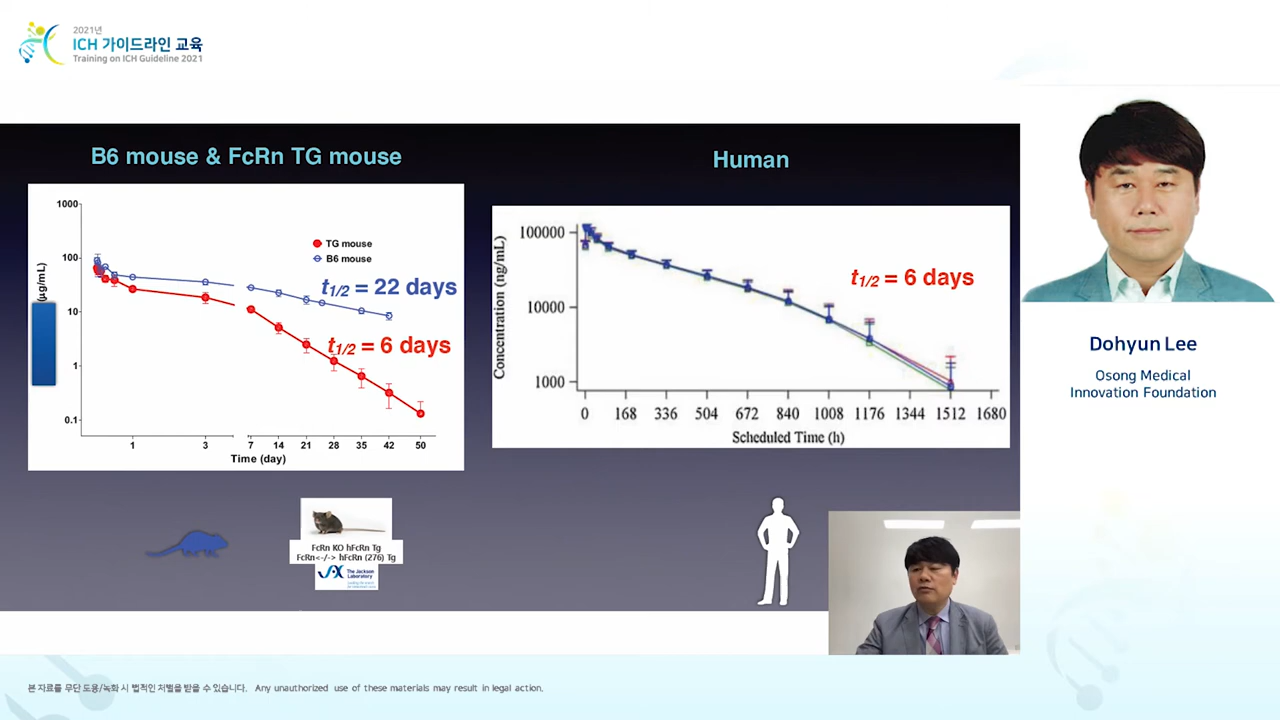 2021년
ICH 가이드라인 교육
Training on ICH Guideline 2021
B6 mouse & FcRn TG mouse
Human
1000
100
10
1
0.1
(µg/mL)
TG mouse
B6 mouse
t1/2 = 22 days
t1/2 = 6 days
1 3 7 14 21 28 35 42 50
Time (day)
Concentration (ng/mL)
100000
10000
1000
t1/2 = 6 days
0 168 336 504 672 840 1008 1176 1344 1512 1680
Scheduled Time (h)
FcRn KO hFcRn Tg
FcRn<-/-> hFcRn (276) Tg
JAX
The Jackson
Laboratory
Dohyun Lee
Osong Medical
Innovation Foundation
본 자료를 무단 도용/녹화 시 법적인 처벌을 받을 수 있습니다. Any unauthorized use of these materials may result in legal action.